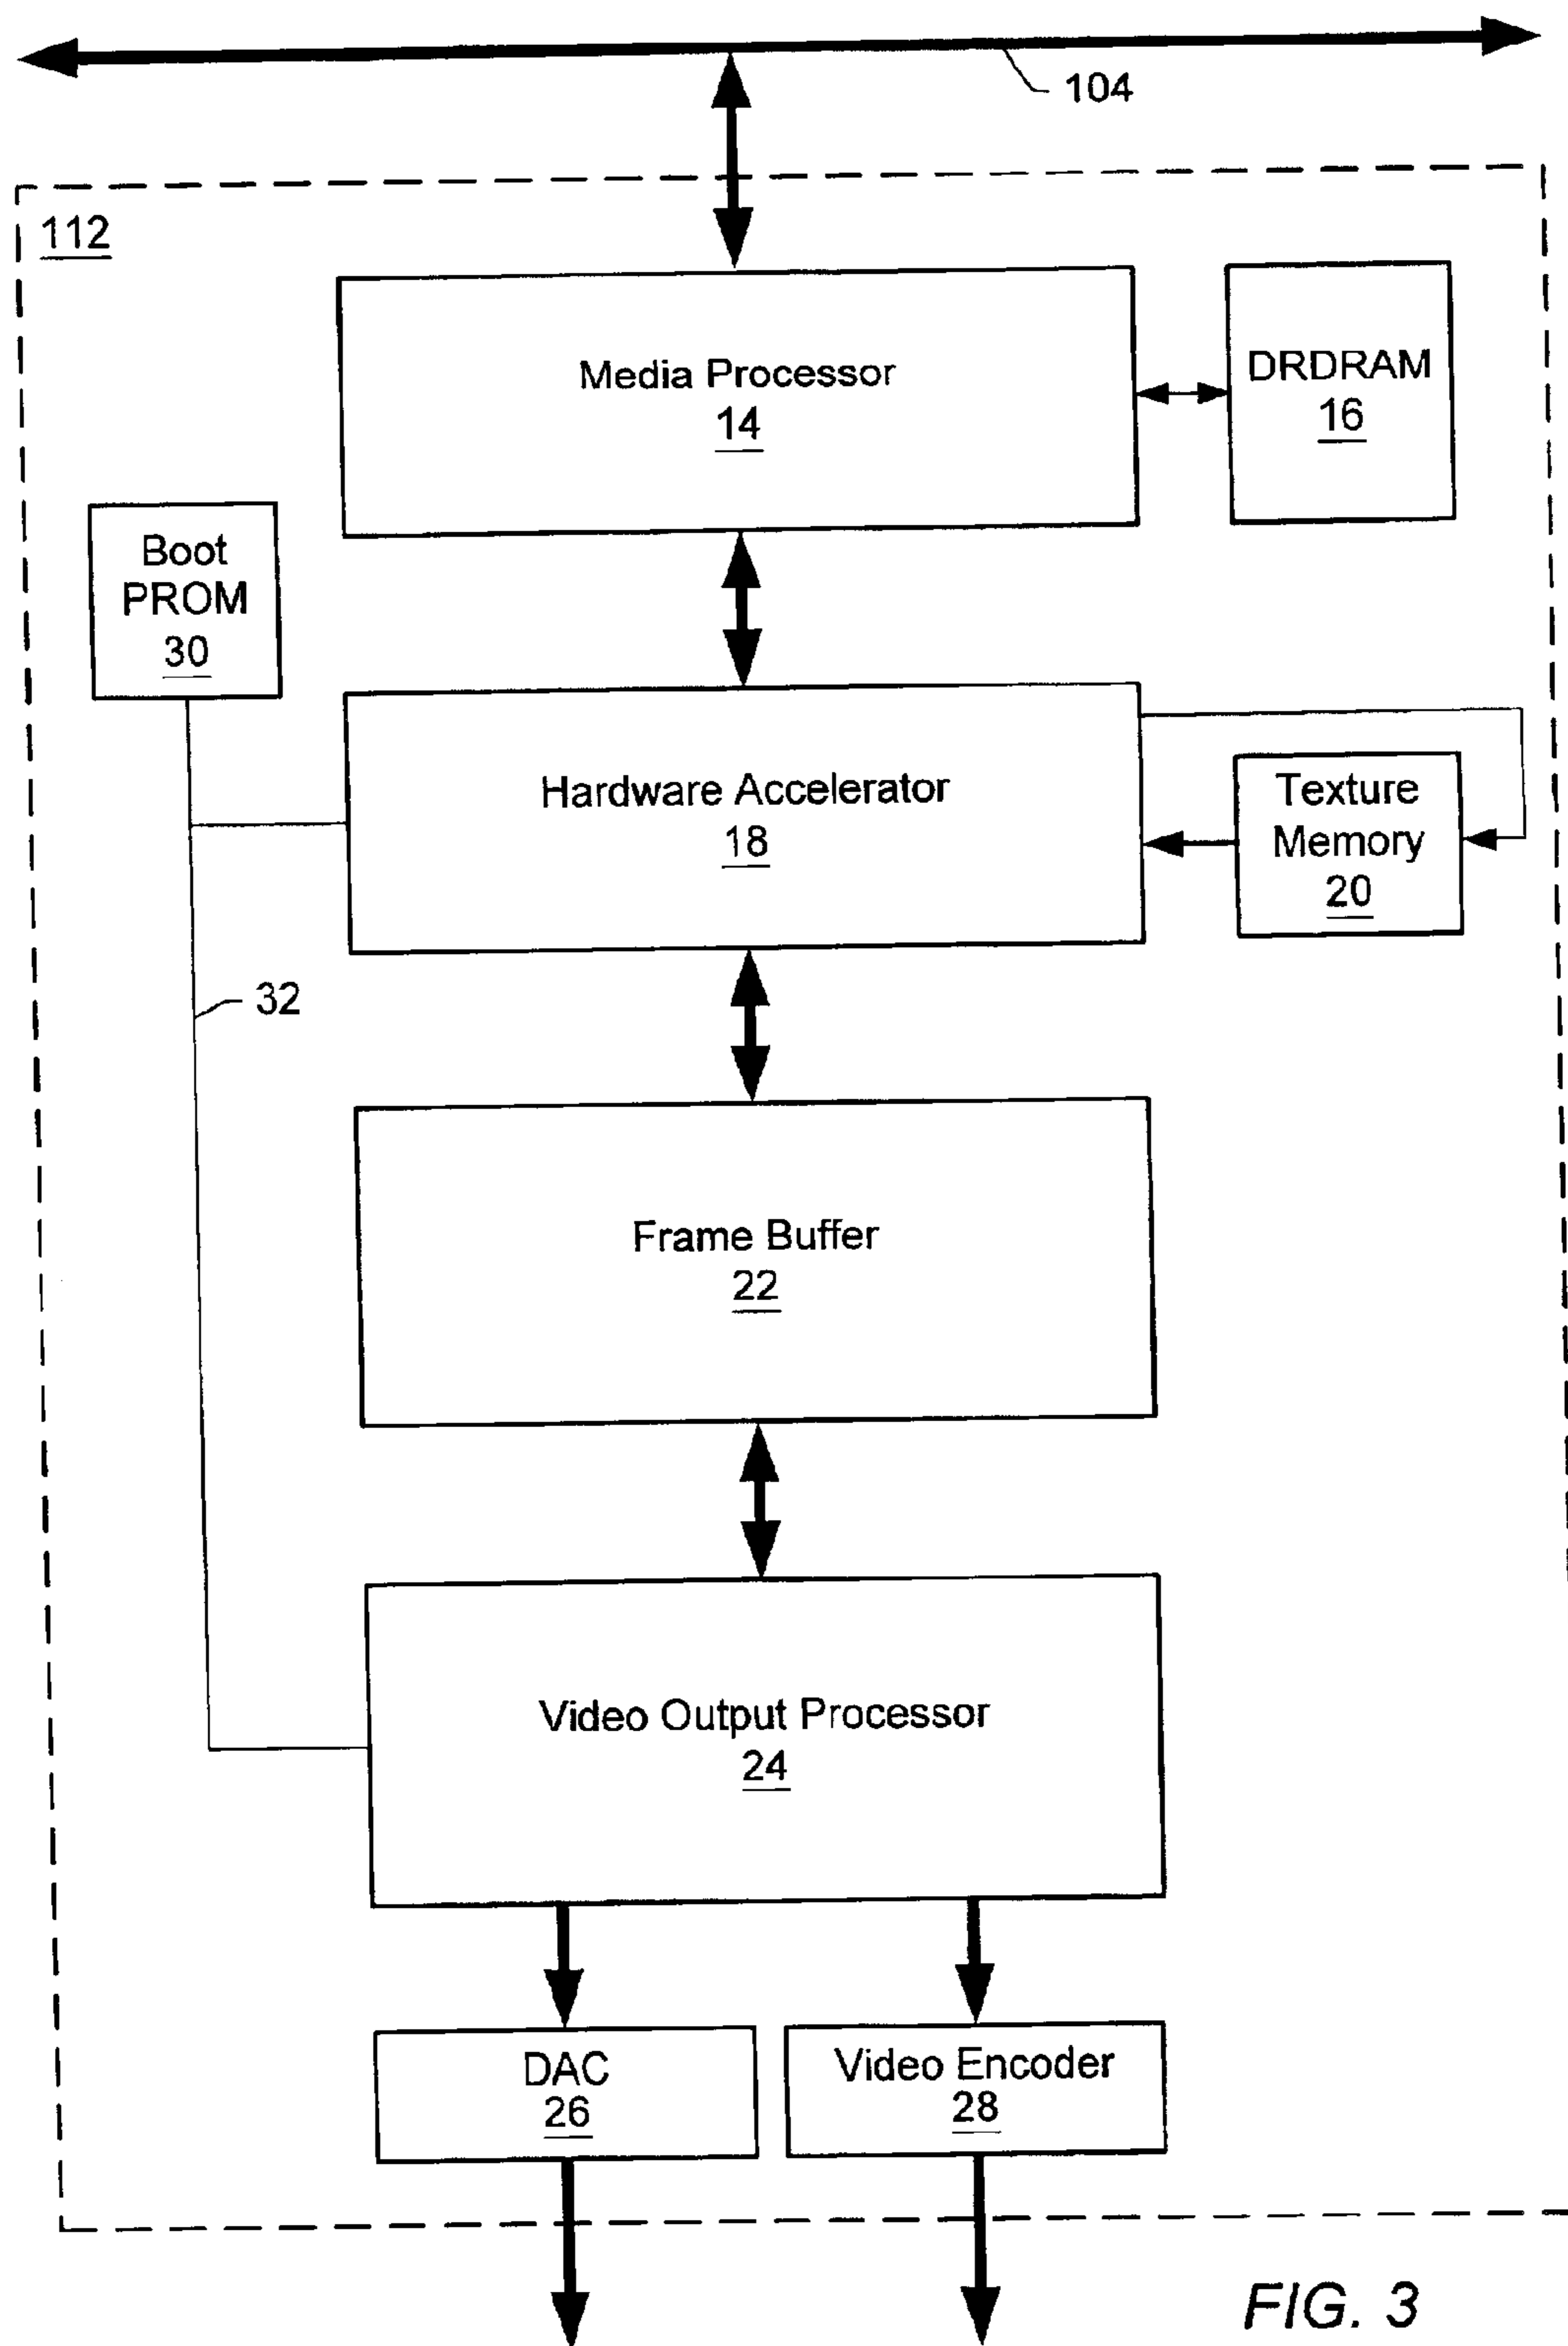 104
112
Media Processor
14
DRDRAM
16
Boot
PROM
30
Hardware Accelerator
18
Texture
Memory
20
32
Frame Buffer
22
Video Output Processor
24
DAC
26
Video Encoder
28
FIG. 3